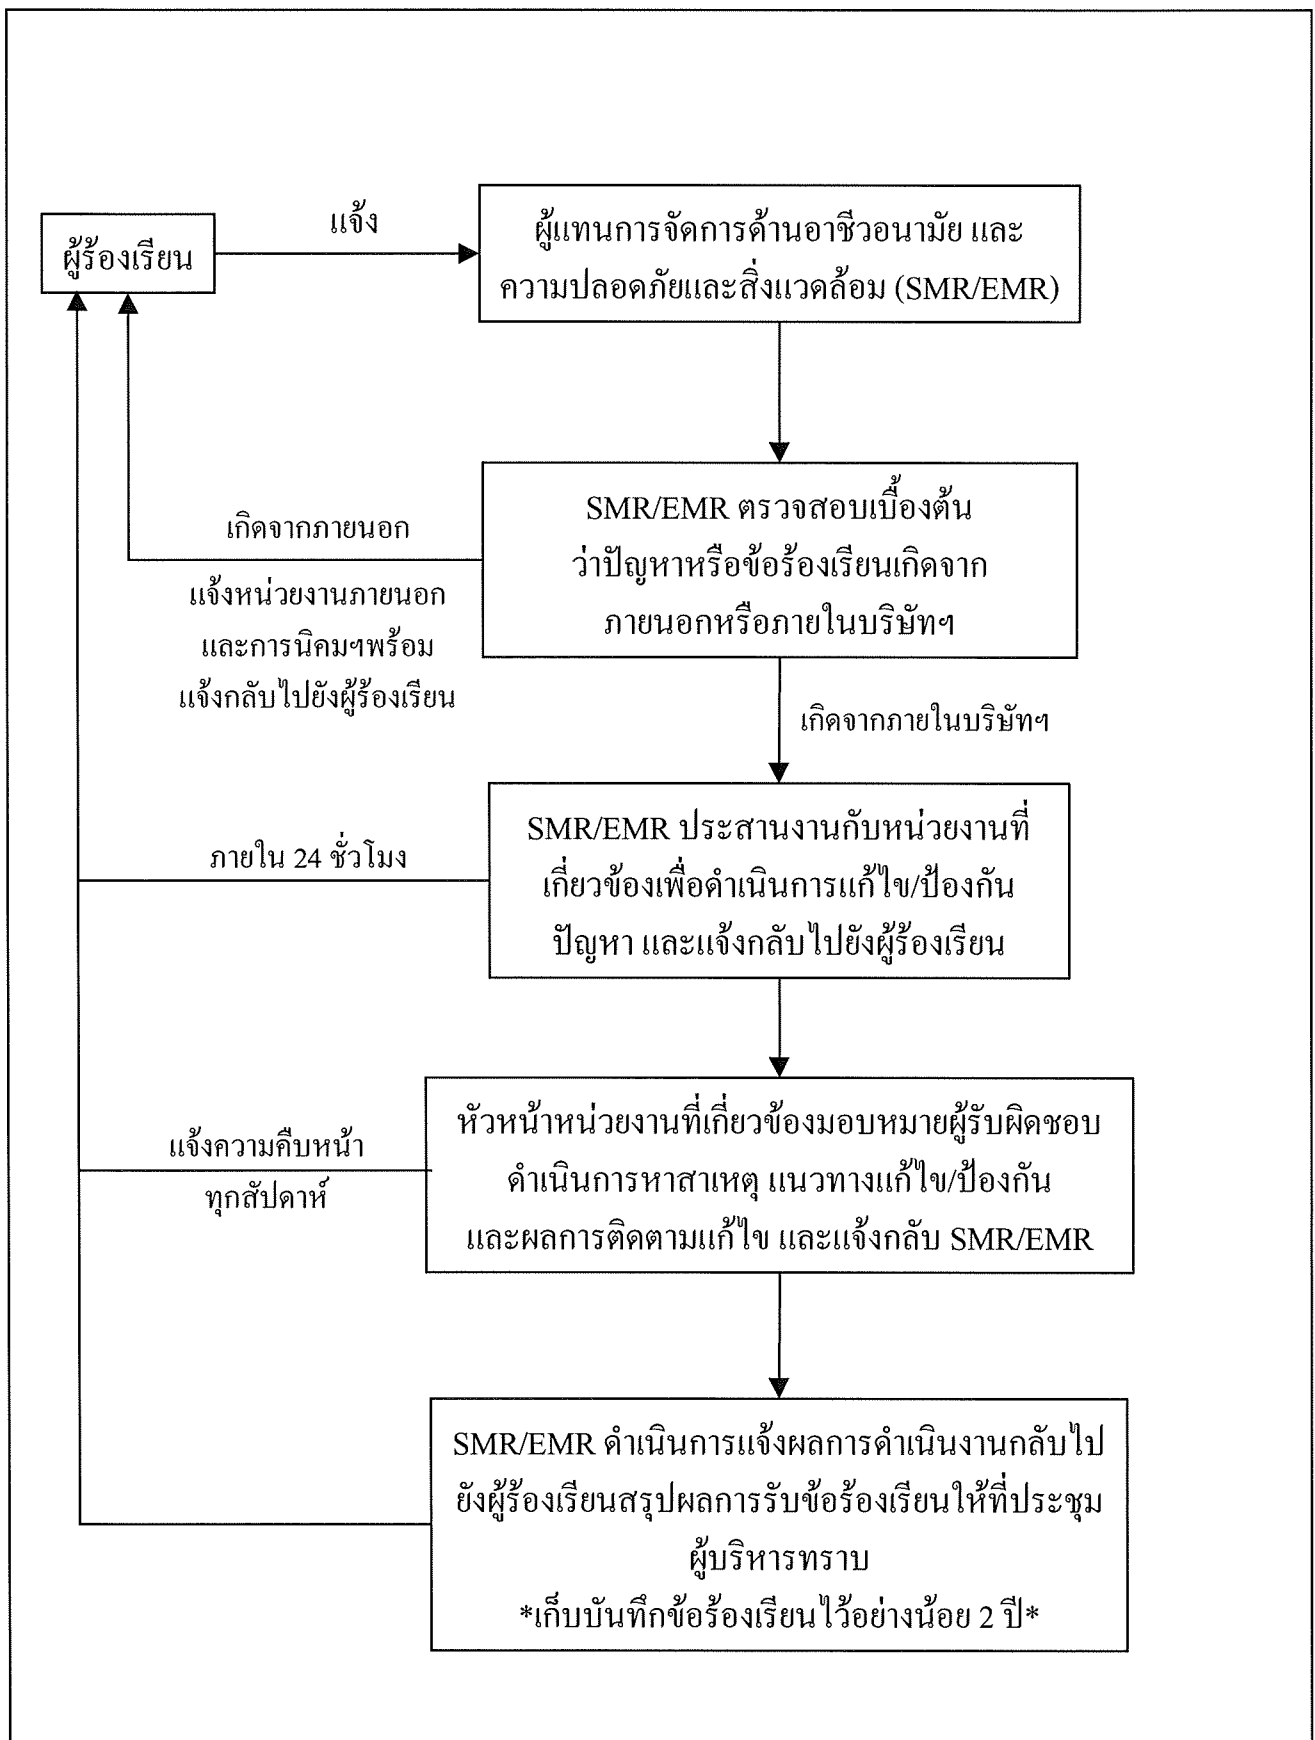 แจ้ง
ผู้ร้องเรียน
ผู้แทนการจัดการด้านอาชีวอนามัย และ
ความปลอดภัยและสิ่งแวดล้อม (SMR/EMR)
SMR/EMR ตรวจสอบเบื้องต้น
ว่าปัญหาหรือข้อร้องเรียนเกิดจาก
ภายนอกหรือภายในบริษัทฯ
เกิดจากภายนอก
แจ้งหน่วยงานภายนอก
และการนิคมฯพร้อม
แจ้งกลับไปยังผู้ร้องเรียน
เกิดจากภายในบริษัทฯ
SMR/EMR ประสานงานกับหน่วยงานที่
เกี่ยวข้องเพื่อดำเนินการแก้ไข/ป้องกัน
ปัญหา และแจ้งกลับไปยังผู้ร้องเรียน
ภายใน 24 ชั่วโมง
หัวหน้าหน่วยงานที่เกี่ยวข้องมอบหมายผู้รับผิดชอบ
ดำเนินการหาสาเหตุ แนวทางแก้ไข/ป้องกัน
และผลการติดตามแก้ไข และแจ้งกลับ SMR/EMR
แจ้งความคืบหน้า
ทุกสัปดาห์
SMR/EMR ดำเนินการแจ้งผลการดำเนินงานกลับไป
ยังผู้ร้องเรียนสรุปผลการรับข้อร้องเรียนให้ที่ประชุม
ผู้บริหารทราบ
*เก็บบันทึกข้อร้องเรียนไว้อย่างน้อย 2 ปี*